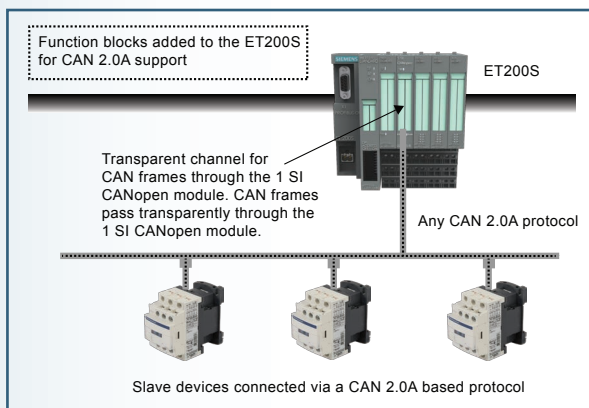 Function blocks added to the ET200S
for CAN 2.0A support
SIEMENS
ET200S
Transparent channel for
CAN frames through the 1 SI
CANopen module. CAN frames
pass transparently through the
1 SI CANopen module.
Any CAN 2.0A protocol
Slave devices connected via a CAN 2.0A based protocol